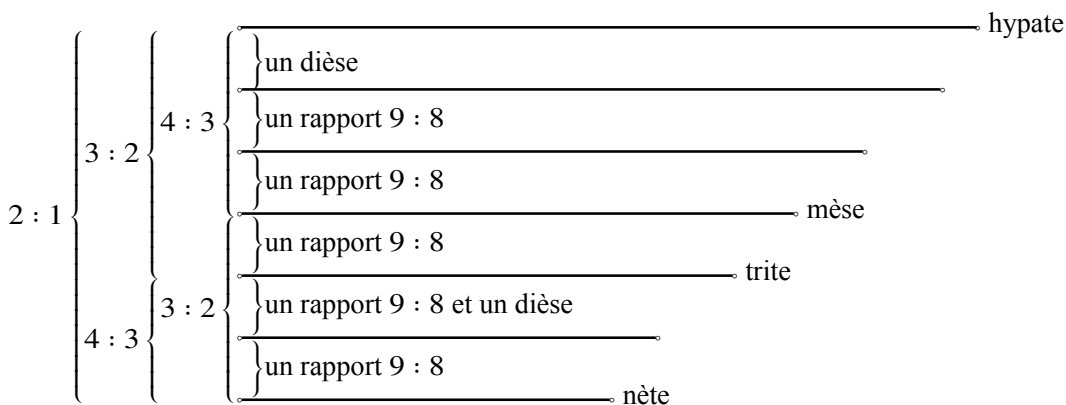 hypate
un dièse
un rapport 9 : 8
4 : 3
3 : 2
un rapport 9 : 8
2 : 1
mèse
un rapport 9 : 8
trite
3 : 2
un rapport 9 : 8 et un dièse
4 : 3
un rapport 9 : 8
nète